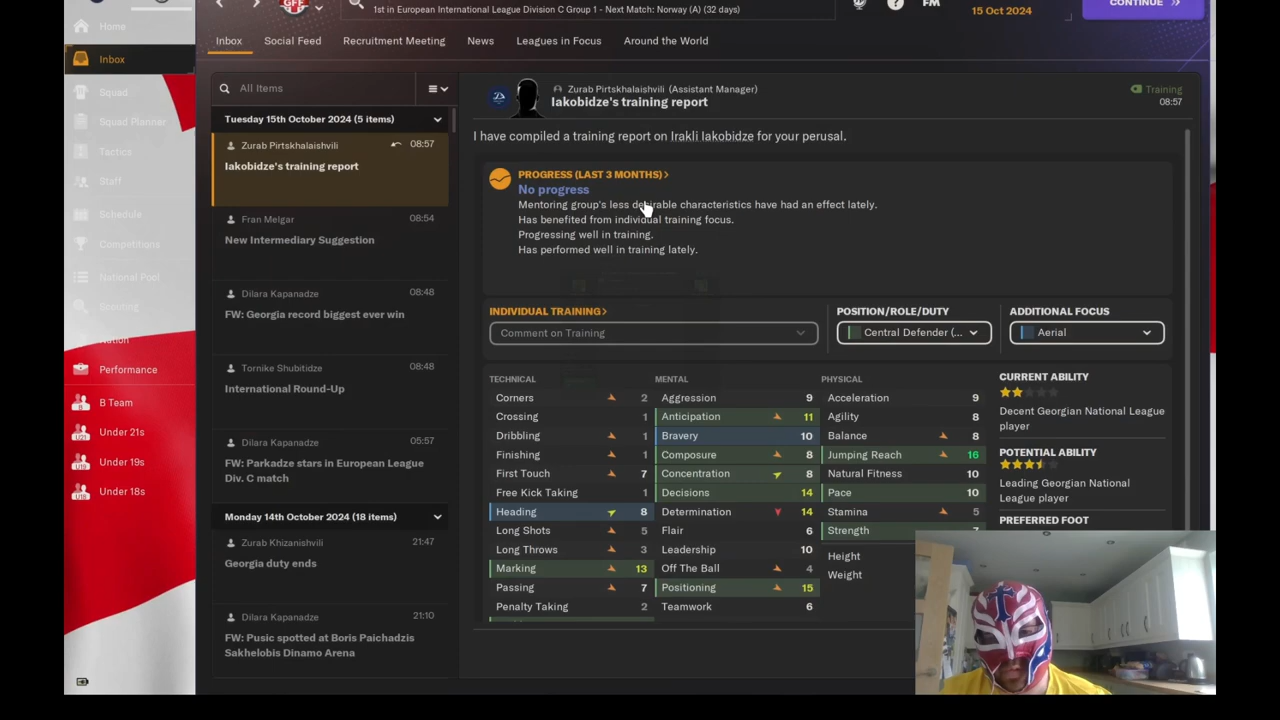 1st in European International League Division C Group 1 - Next Match: Norway (A) (32 days)
FM
15 Oct 2024
CONTINUE
Home
Inbox
Squad
Squad Planner
Tactics
Staff
Schedule
Competitions
National Pool
Scouting
Nation
Performance
B Team
Under 21s
Under 19s
Under 18s
Inbox
Social Feed
Recruitment Meeting
News
Leagues in Focus
Around the World
All Items
Tuesday 15th October 2024 (5 items)
Zurab Pirtskhalaishvili 08:57
Iakobidze's training report
Fran Melgar 08:54
New Intermediary Suggestion
Dilara Kapanadze 08:48
FW: Georgia record biggest ever win
Tornike Shubitidze 08:48
International Round-Up
Dilara Kapanadze 05:57
FW: Parkadze stars in European League
Div. C match
Monday 14th October 2024 (18 items)
Zurab Khizanishvili 21:47
Georgia duty ends
Dilara Kapanadze 21:10
FW: Pusic spotted at Boris Paichadzis
Sakhelobis Dinamo Arena
Zurab Pirtskhalaishvili (Assistant Manager)
Iakobidze's training report
Training
08:57
I have compiled a training report on Irakli Iakobidze for your perusal.
PROGRESS (LAST 3 MONTHS)
No progress
Mentoring group's less desirable characteristics have had an effect lately.
Has benefited from individual training focus.
Progressing well in training.
Has performed well in training lately.
INDIVIDUAL TRAINING
Comment on Training
POSITION/ROLE/DUTY
Central Defender (...
ADDITIONAL FOCUS
Aerial
TECHNICAL
Corners 2
Crossing 1
Dribbling 1
Finishing 1
First Touch 7
Free Kick Taking 1
Heading 8
Long Shots 5
Long Throws 3
Marking 13
Passing 7
Penalty Taking 2
MENTAL
Aggression 9
Anticipation 11
Bravery 10
Composure 8
Concentration 8
Decisions 14
Determination 14
Flair 6
Leadership 10
Off The Ball 4
Positioning 15
Teamwork 6
PHYSICAL
Acceleration 9
Agility 8
Balance 8
Jumping Reach 16
Natural Fitness 10
Pace 10
Stamina 5
Strength
Height
Weight
CURRENT ABILITY
Decent Georgian National League
player
POTENTIAL ABILITY
Leading Georgian National
League player
PREFERRED FOOT